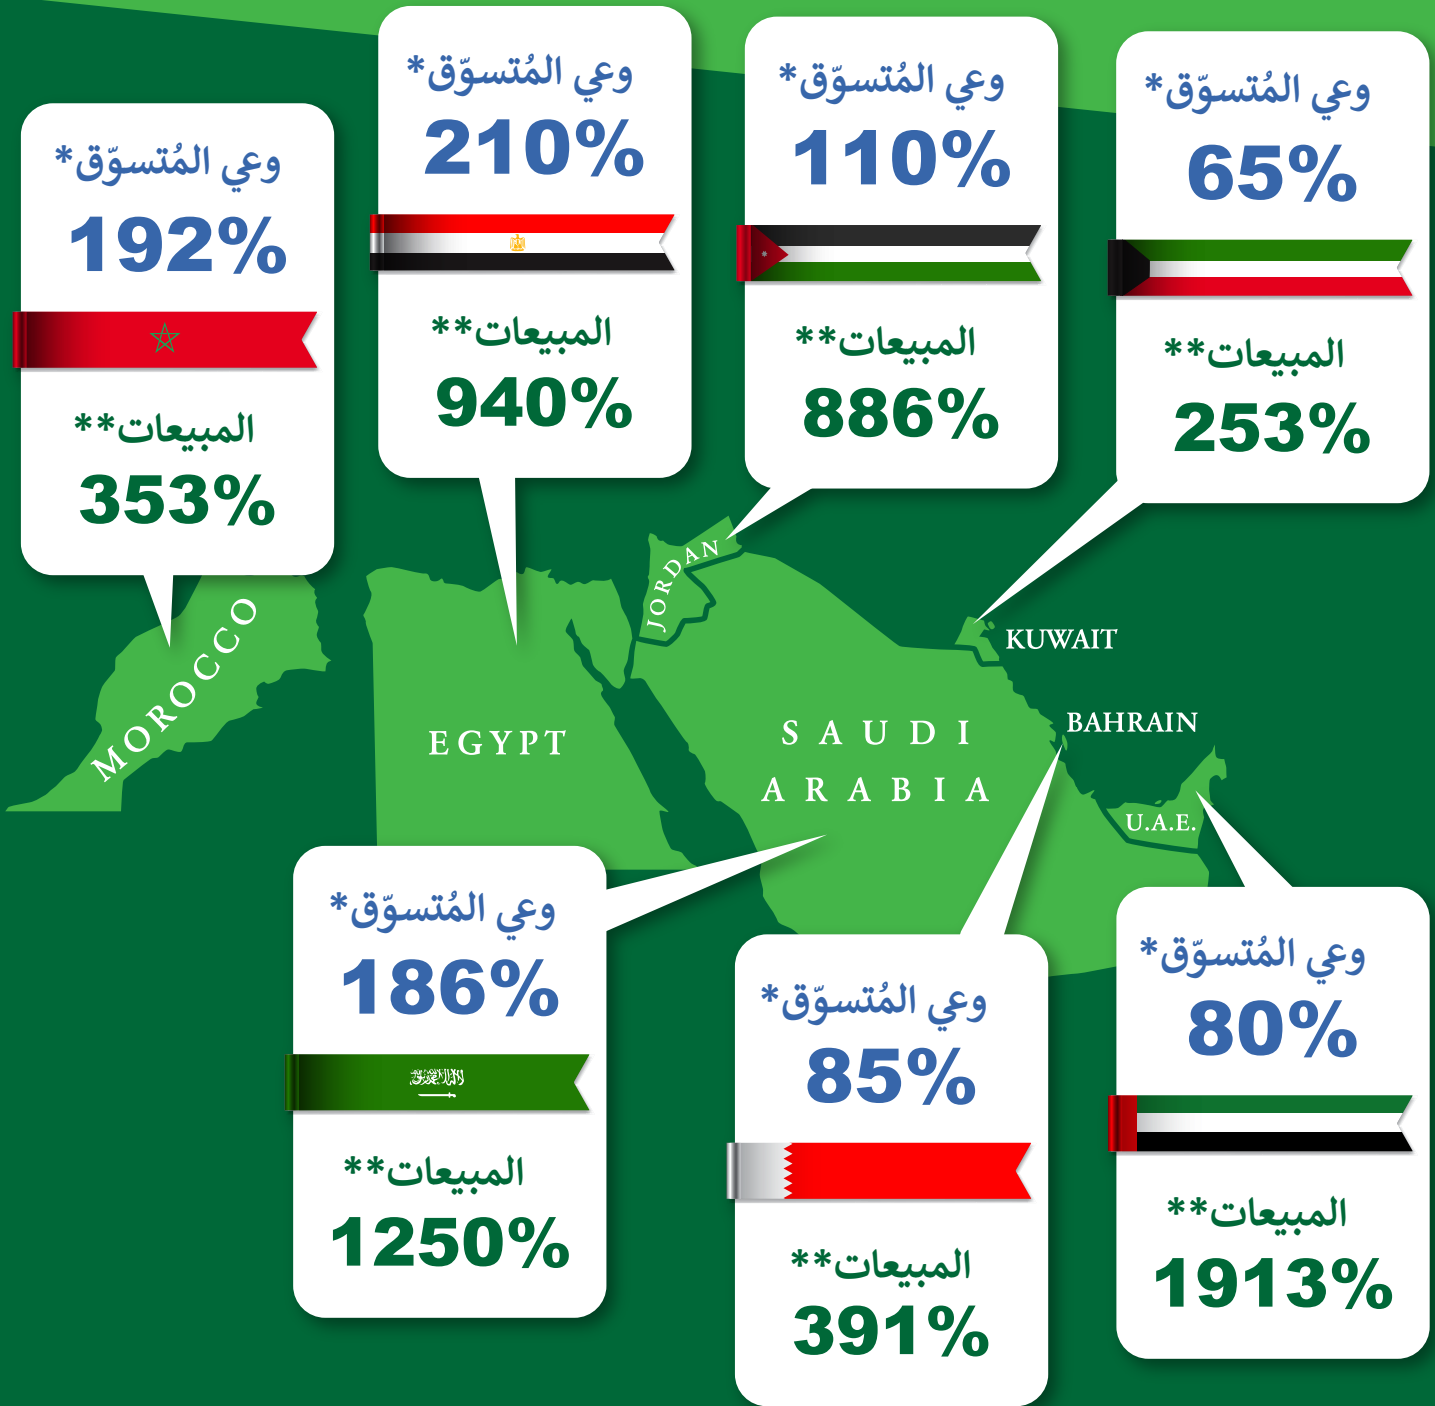 وعي المُتسوّق*
192%
المبيعات**
353%
وعي المُتسوّق*
210%
المبيعات**
940%
وعي المُتسوّق*
110%
المبيعات**
886%
وعي المُتسوّق*
65%
المبيعات**
253%
MOROCCO
EGYPT
JORDAN
SAUDI
ARABIA
KUWAIT
BAHRAIN
U.A.E.
وعي المُتسوّق*
186%
المبيعات**
1250%
وعي المُتسوّق*
85%
المبيعات**
391%
وعي المُتسوّق*
80%
المبيعات**
1913%